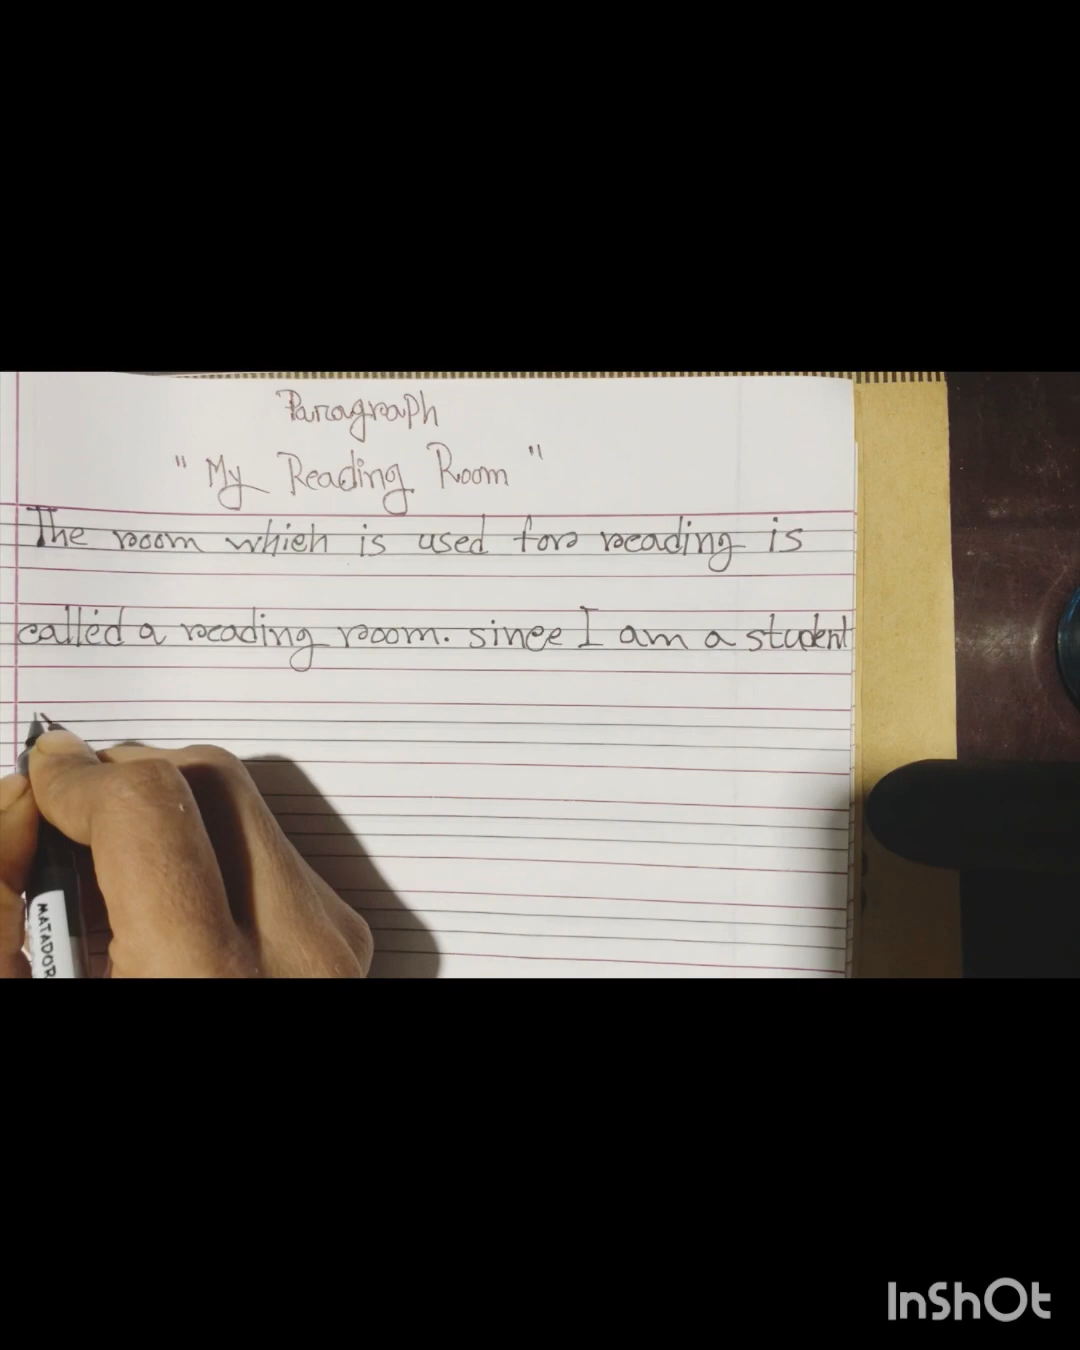 Paragraph
"My Reading Room"
The room which is used for reading is
called a reading room. since I am a student
MATADOR
InShOt